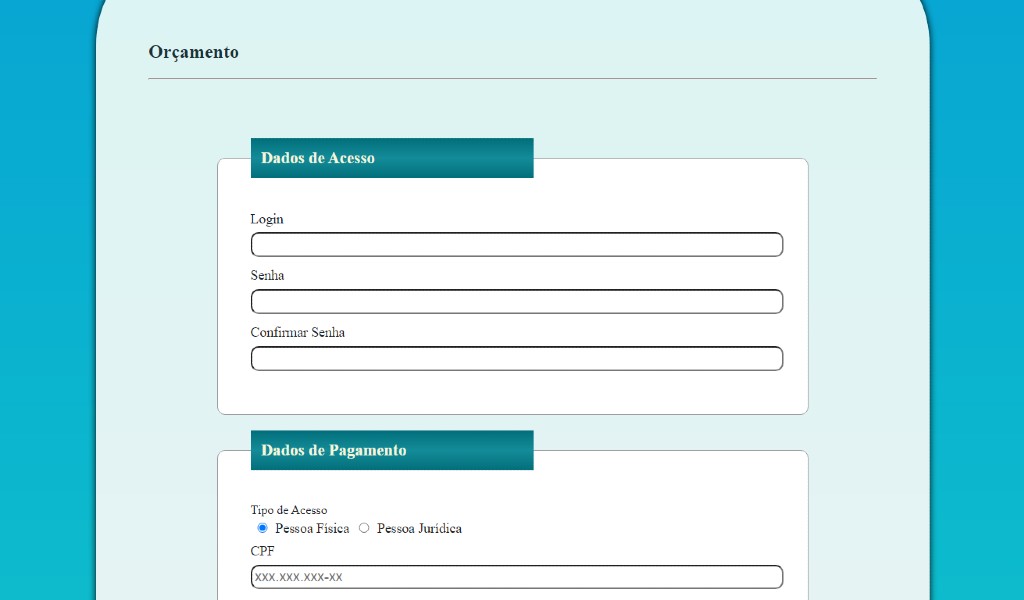 Orçamento
Dados de Acesso
Login
Senha
Confirmar Senha
Dados de Pagamento
Tipo de Acesso
Pessoa Física Pessoa Jurídica
CPF
XXX.XXX.XXX-XX